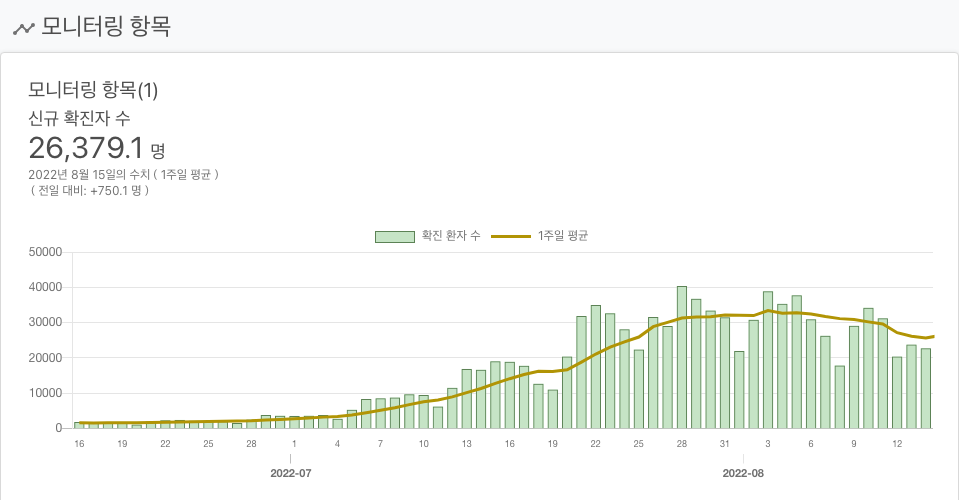 모니터링 항목
모니터링 항목(1)
신규 확진자 수
26,379.1 명
2022년 8월 15일의 수치 ( 1주일 평균 )
( 전일 대비: +750.1 명 )
확진 환자 수 1주일 평균
50000
40000
30000
20000
10000
0
16 19 22 25 28 1 4 7 10 13 16 19 22 25 28 31 3 6 9 12
2022-07 2022-08